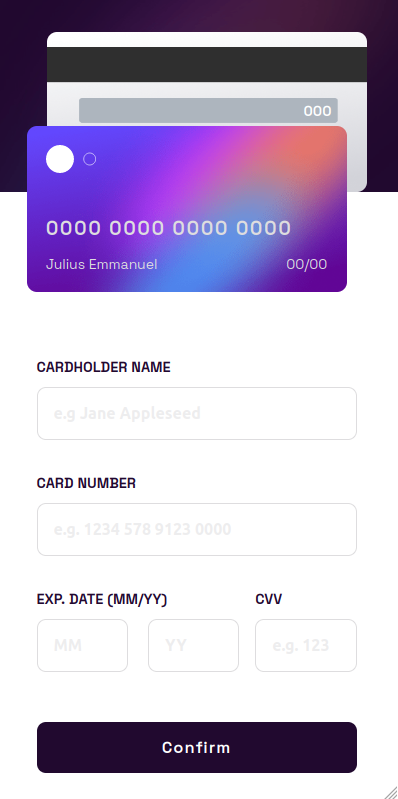 000
0000 0000 0000 0000
Julius Emmanuel 00/00
CARDHOLDER NAME
e.g Jane Appleseed
CARD NUMBER
e.g. 1234 578 9123 0000
EXP. DATE (MM/YY) CVV
MM YY e.g. 123
Confirm